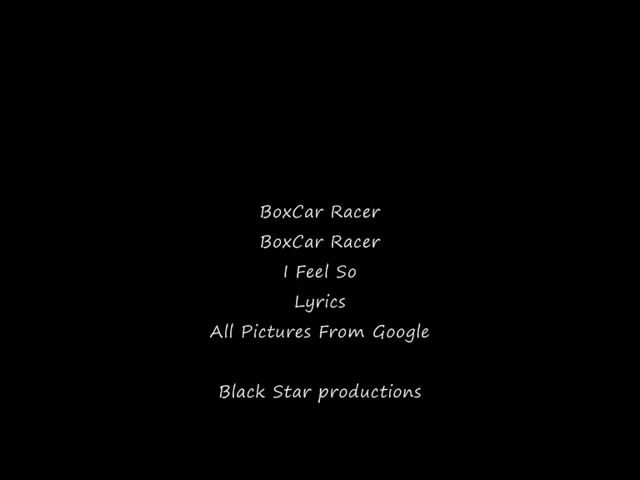 BoxCar Racer
BoxCar Racer
I Feel So
Lyrics
All Pictures From Google
Black Star productions